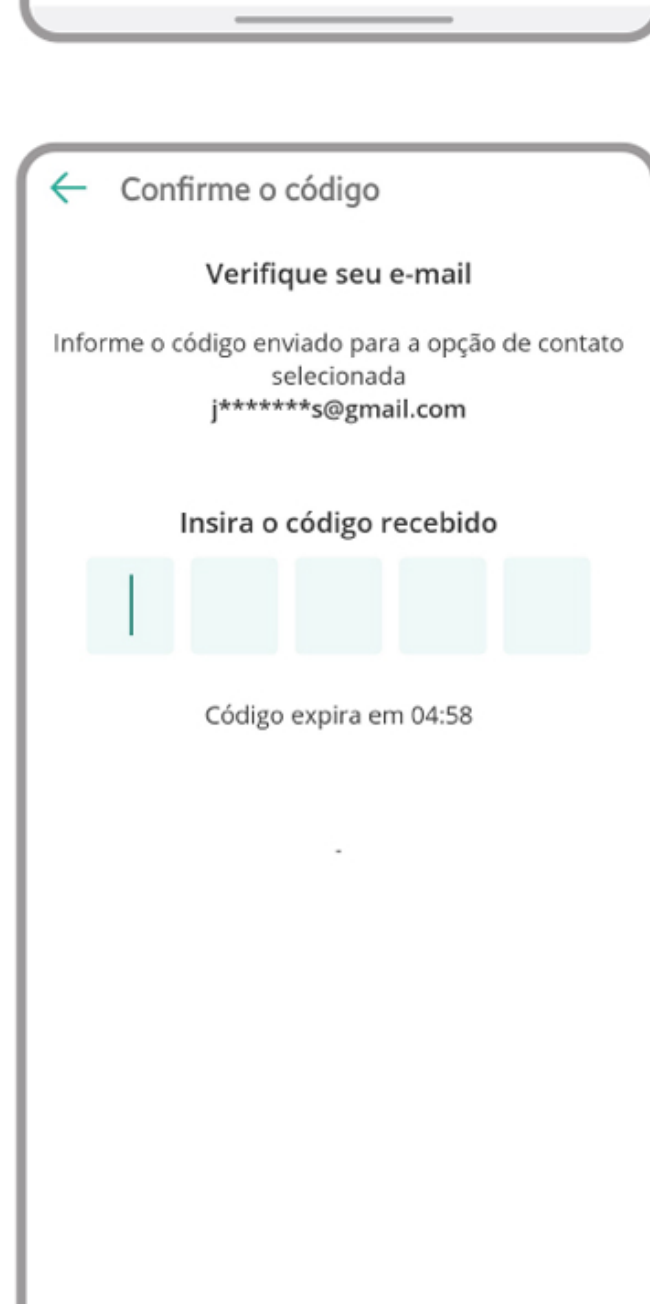 Confirme o código
Verifique seu e-mail
Informe o código enviado para a opção de contato
selecionada
j*******s@gmail.com
Insira o código recebido
Código expira em 04:58
-